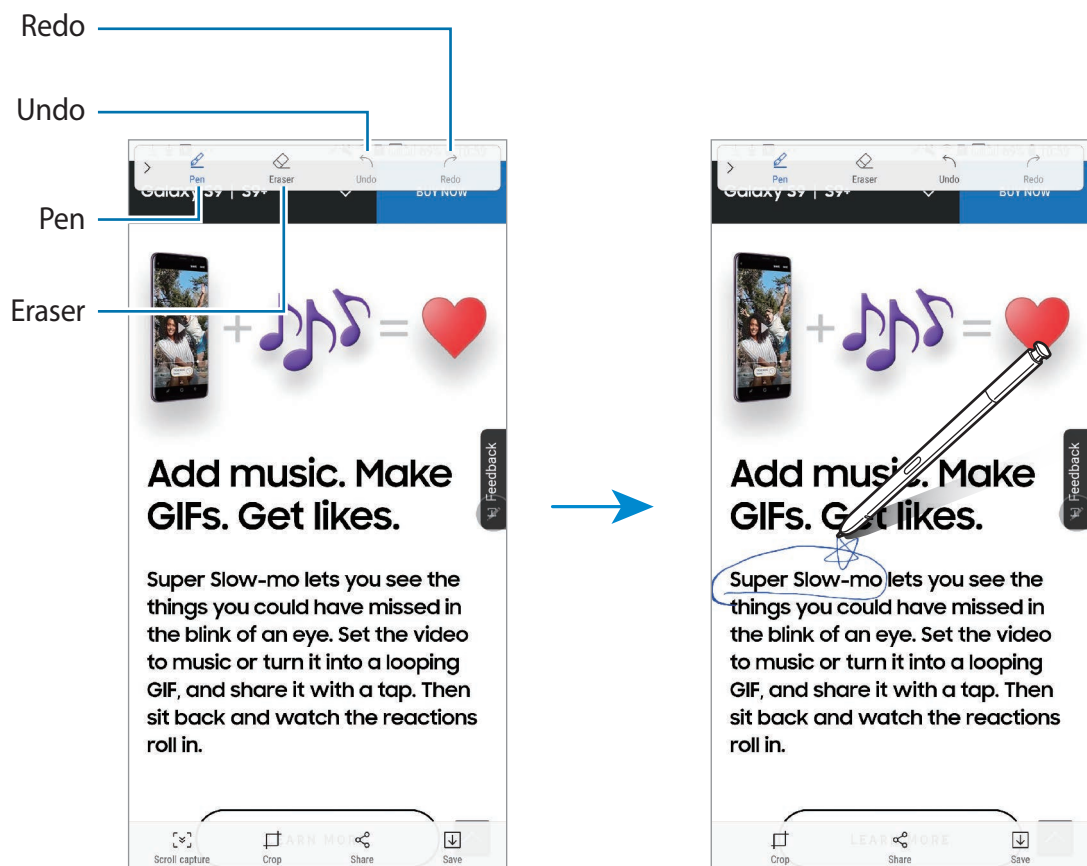 Redo
Undo
Pen
Eraser
Pen Eraser Undo Redo
Galaxy S9 | S9+ BUY NOW
Add music. Make
GIFs. Get likes.
Feedback
Super Slow-mo lets you see the
things you could have missed in
the blink of an eye. Set the video
to music or turn it into a looping
GIF, and share it with a tap. Then
sit back and watch the reactions
roll in.
LEARN MORE
Scroll capture Crop Share Save
Pen Eraser Undo Redo
Galaxy S9 | S9+ BUY NOW
Add music. Make
GIFs. Get likes.
Feedback
Super Slow-mo lets you see the
things you could have missed in
the blink of an eye. Set the video
to music or turn it into a looping
GIF, and share it with a tap. Then
sit back and watch the reactions
roll in.
LEARN MORE
Crop Share Save